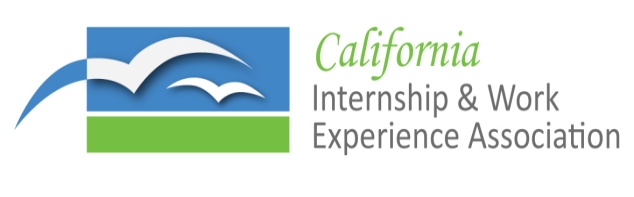 California
Internship & Work
Experience Association